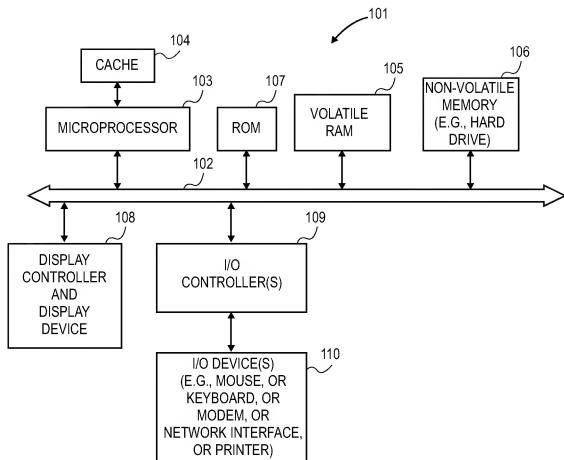 101
104
CACHE
103
MICROPROCESSOR
107
ROM
105
VOLATILE
RAM
106
NON-VOLATILE
MEMORY
(E.G., HARD
DRIVE)
102
108
DISPLAY
CONTROLLER
AND
DISPLAY
DEVICE
109
I/O
CONTROLLER(S)
110
I/O DEVICE(S)
(E.G., MOUSE, OR
KEYBOARD, OR
MODEM, OR
NETWORK INTERFACE,
OR PRINTER)